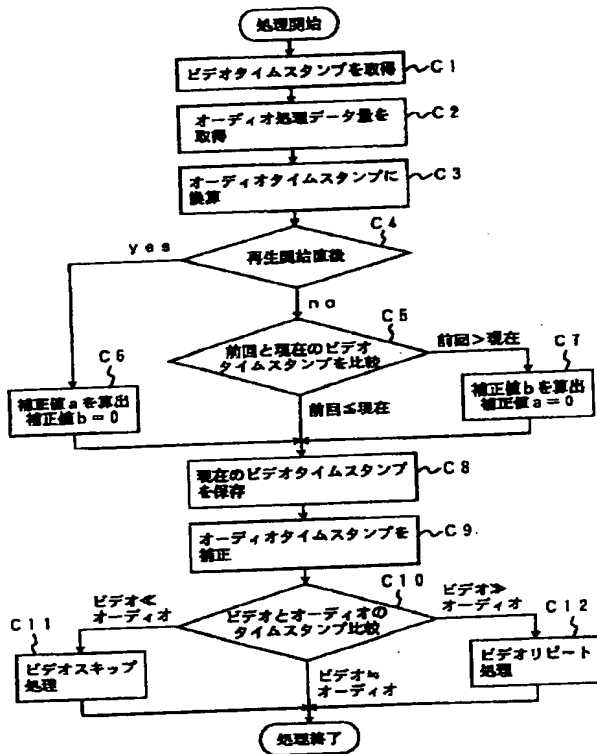 処理開始
ビデオタイムスタンプを取得
C1
オーディオ処理データ量を
取得
C2
オーディオタイムスタンプに
換算
C3
C4
再生開始直後
yes
no
C5
前回と現在のビデオ
タイムスタンプを比較
前回>現在
前回≦現在
C6
補正値aを算出
補正値b=0
C7
補正値bを算出
補正値a=0
現在のビデオタイムスタンプ
を保存
C8
オーディオタイムスタンプを
補正
C9
C10
ビデオとオーディオの
タイムスタンプ比較
ビデオ≪
オーディオ
ビデオ≫
オーディオ
C11
ビデオスキップ
処理
C12
ビデオリピート
処理
ビデオ≒
オーディオ
処理終了